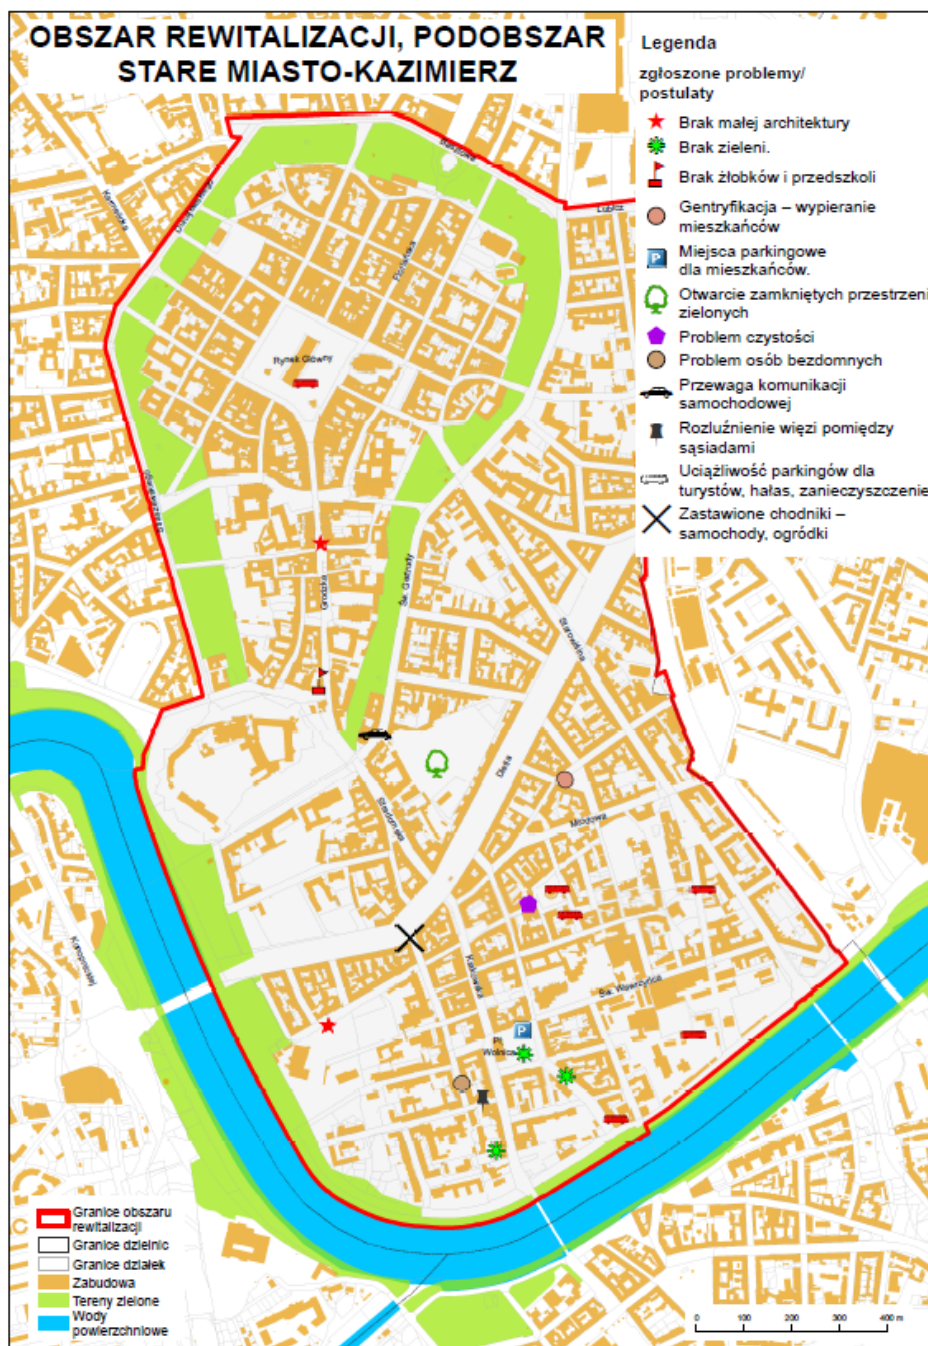 OBSZAR REWITALIZACJI, PODOBSZAR
STARE MIASTO-KAZIMIERZ
Legenda
zgłoszone problemy/
postulaty
Brak małej architektury
Brak zieleni.
Brak żłobków i przedszkoli
Gentryfikacja – wypieranie
mieszkańców
P
Miejsca parkingowe
dla mieszkańców.
Otwarcie zamkniętych przestrzeni
zielonych
Problem czystości
Problem osób bezdomnych
Przewaga komunikacji
samochodowej
Rozluźnienie więzi pomiędzy
sąsiadami
Uciążliwość parkingów dla
turystów, hałas, zanieczyszczenie
Zastawione chodniki –
samochody, ogródki
Basztowa
Lubicz
Karmelicka
Floriańska
Rynek Główny
Grodzka
Św. Gertrudy
Starowiślna
Dietla
Stradomska
Miodowa
Krakowska
Św. Wawrzyńca
P
Pl.
Wolnica
Konopnickiej
Granice obszaru
rewitalizacji
Granice dzielnic
Granice działek
Zabudowa
Tereny zielone
Wody
powierzchniowe
0 100 200 300 400 m